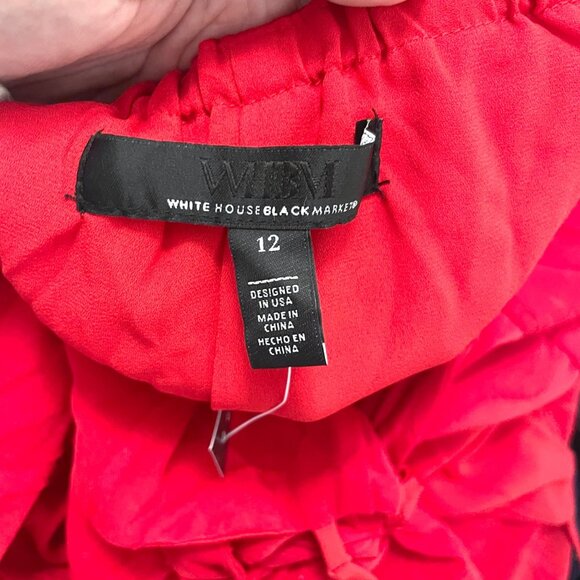 WHBM
WHITE HOUSE BLACK MARKET®
12
DESIGNED
IN USA
MADE IN
CHINA
HECHO EN
CHINA